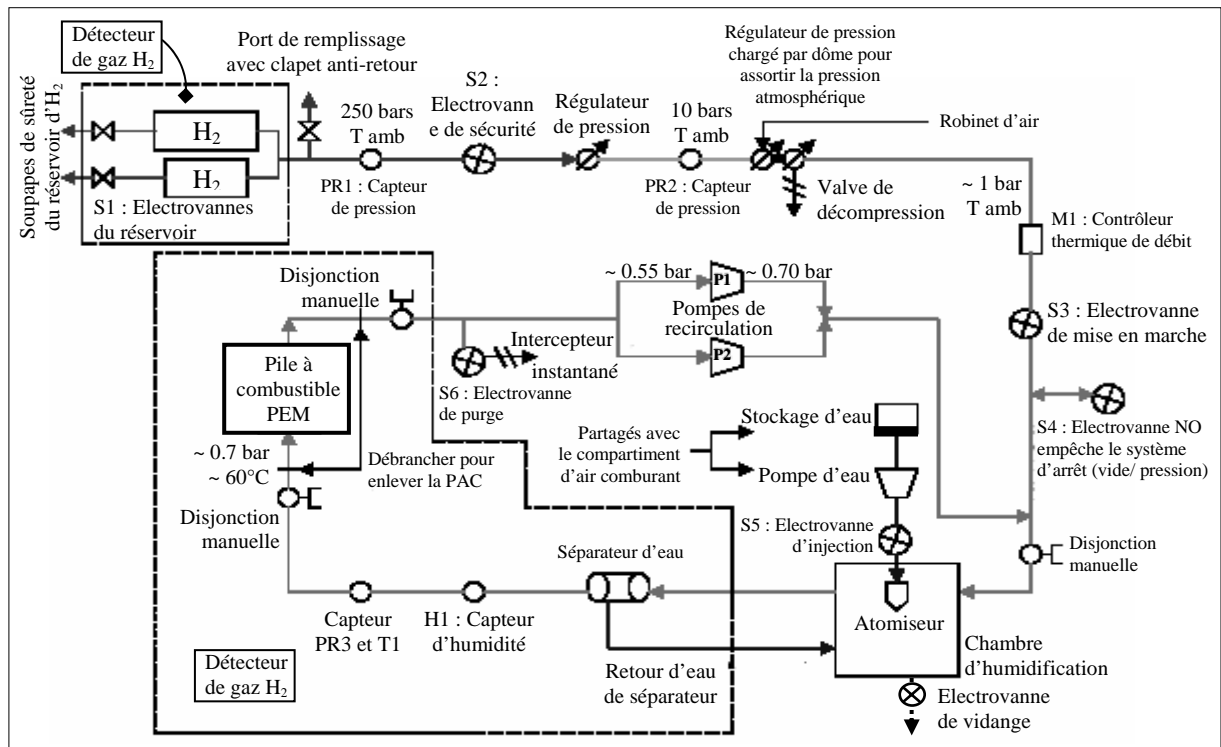 Détecteur
de gaz H2
Port de remplissage
avec clapet anti-retour
Soupapes de sûreté
du réservoir d'H2
H2
H2
S1 : Electrovannes
du réservoir
250 bars
T amb
PR1 : Capteur
de pression
S2 :
Electrovann
e de sécurité
Régulateur
de pression
10 bars
T amb
PR2 : Capteur
de pression
Régulateur de pression
chargé par dôme pour
assortir la pression
atmosphérique
Robinet d'air
Valve de
décompression
~ 1 bar
T amb
M1 : Contrôleur
thermique de débit
S3 : Electrovanne
de mise en marche
S4 : Electrovanne NO
empêche le système
d'arrêt (vide/ pression)
Disjonction
manuelle
Disjonction
manuelle
~ 0.55 bar
P1
~ 0.70 bar
Pompes de
recirculation
P2
Intercepteur
instantané
S6 : Electrovanne
de purge
Pile à
combustible
PEM
~ 0.7 bar
~ 60°C
Débrancher pour
enlever la PAC
Disjonction
manuelle
Stockage d'eau
Partagés avec
le compartiment
d'air comburant
Pompe d'eau
S5 : Electrovanne
d'injection
Séparateur d'eau
Atomiseur
Chambre
d'humidification
Capteur
PR3 et T1
H1 : Capteur
d'humidité
Retour d'eau
de séparateur
Détecteur
de gaz H2
Electrovanne
de vidange